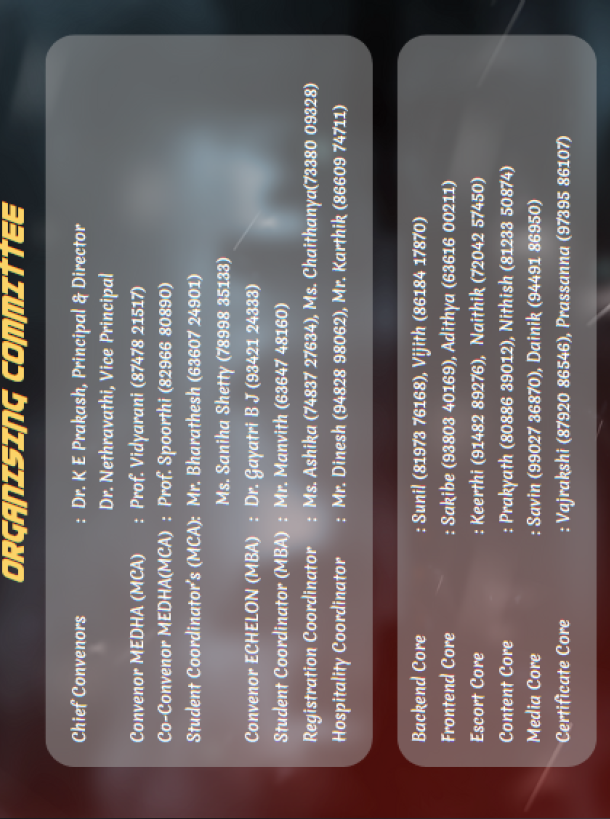 ORGANISING COMMITTEE
Chief Convenors : Dr. K E Prakash, Principal & Director
Dr. Nethravathi, Vice Principal
Convenor MEDHA (MCA) : Prof. Vidyarani (87478 21517)
Co-Convenor MEDHA(MCA) : Prof. Spoorthi (82966 80890)
Student Coordinator's (MCA): Mr. Bharathesh (63607 24901)
Ms. Saniha Shetty (78998 35133)
Convenor ECHELON (MBA) : Dr. Gayatri B J (93421 24333)
Student Coordinator (MBA) : Mr. Manvith (63647 48160)
Registration Coordinator : Ms. Ashika (74837 27634), Ms. Chaithanya(73380 09328)
Hospitality Coordinator : Mr. Dinesh (94828 98062), Mr. Karthik (86609 74711)
Backend Core : Sunil (81973 76168), Vijith (86184 17870)
Frontend Core : Sakibe (93803 40169), Adithya (63616 00211)
Escort Core : Keerthi (91482 89276), Naithik (72042 57450)
Content Core : Prakyath (80886 39012), Nithish (81233 50874)
Media Core : Savin (99027 36870), Dainik (94491 86950)
Certificate Core : Vajrakshi (87920 86546), Prassanna (97395 86107)